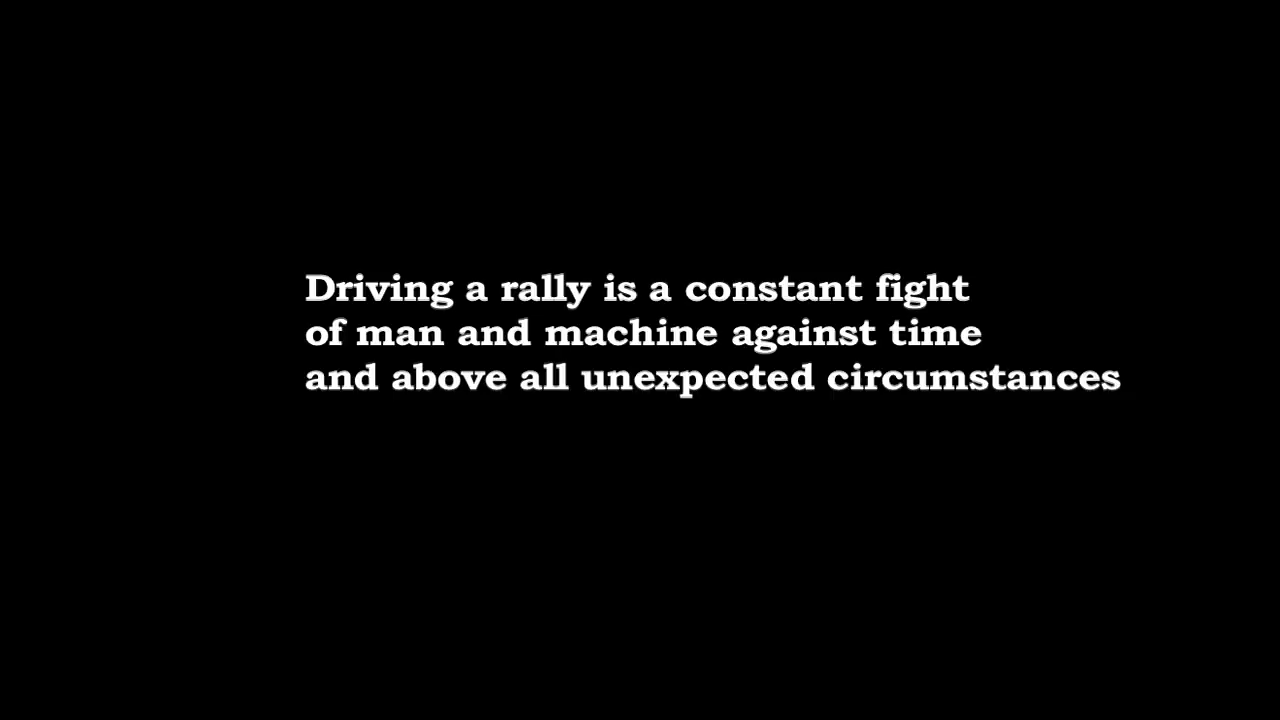 Driving a rally is a constant fight
of man and machine against time
and above all unexpected circumstances